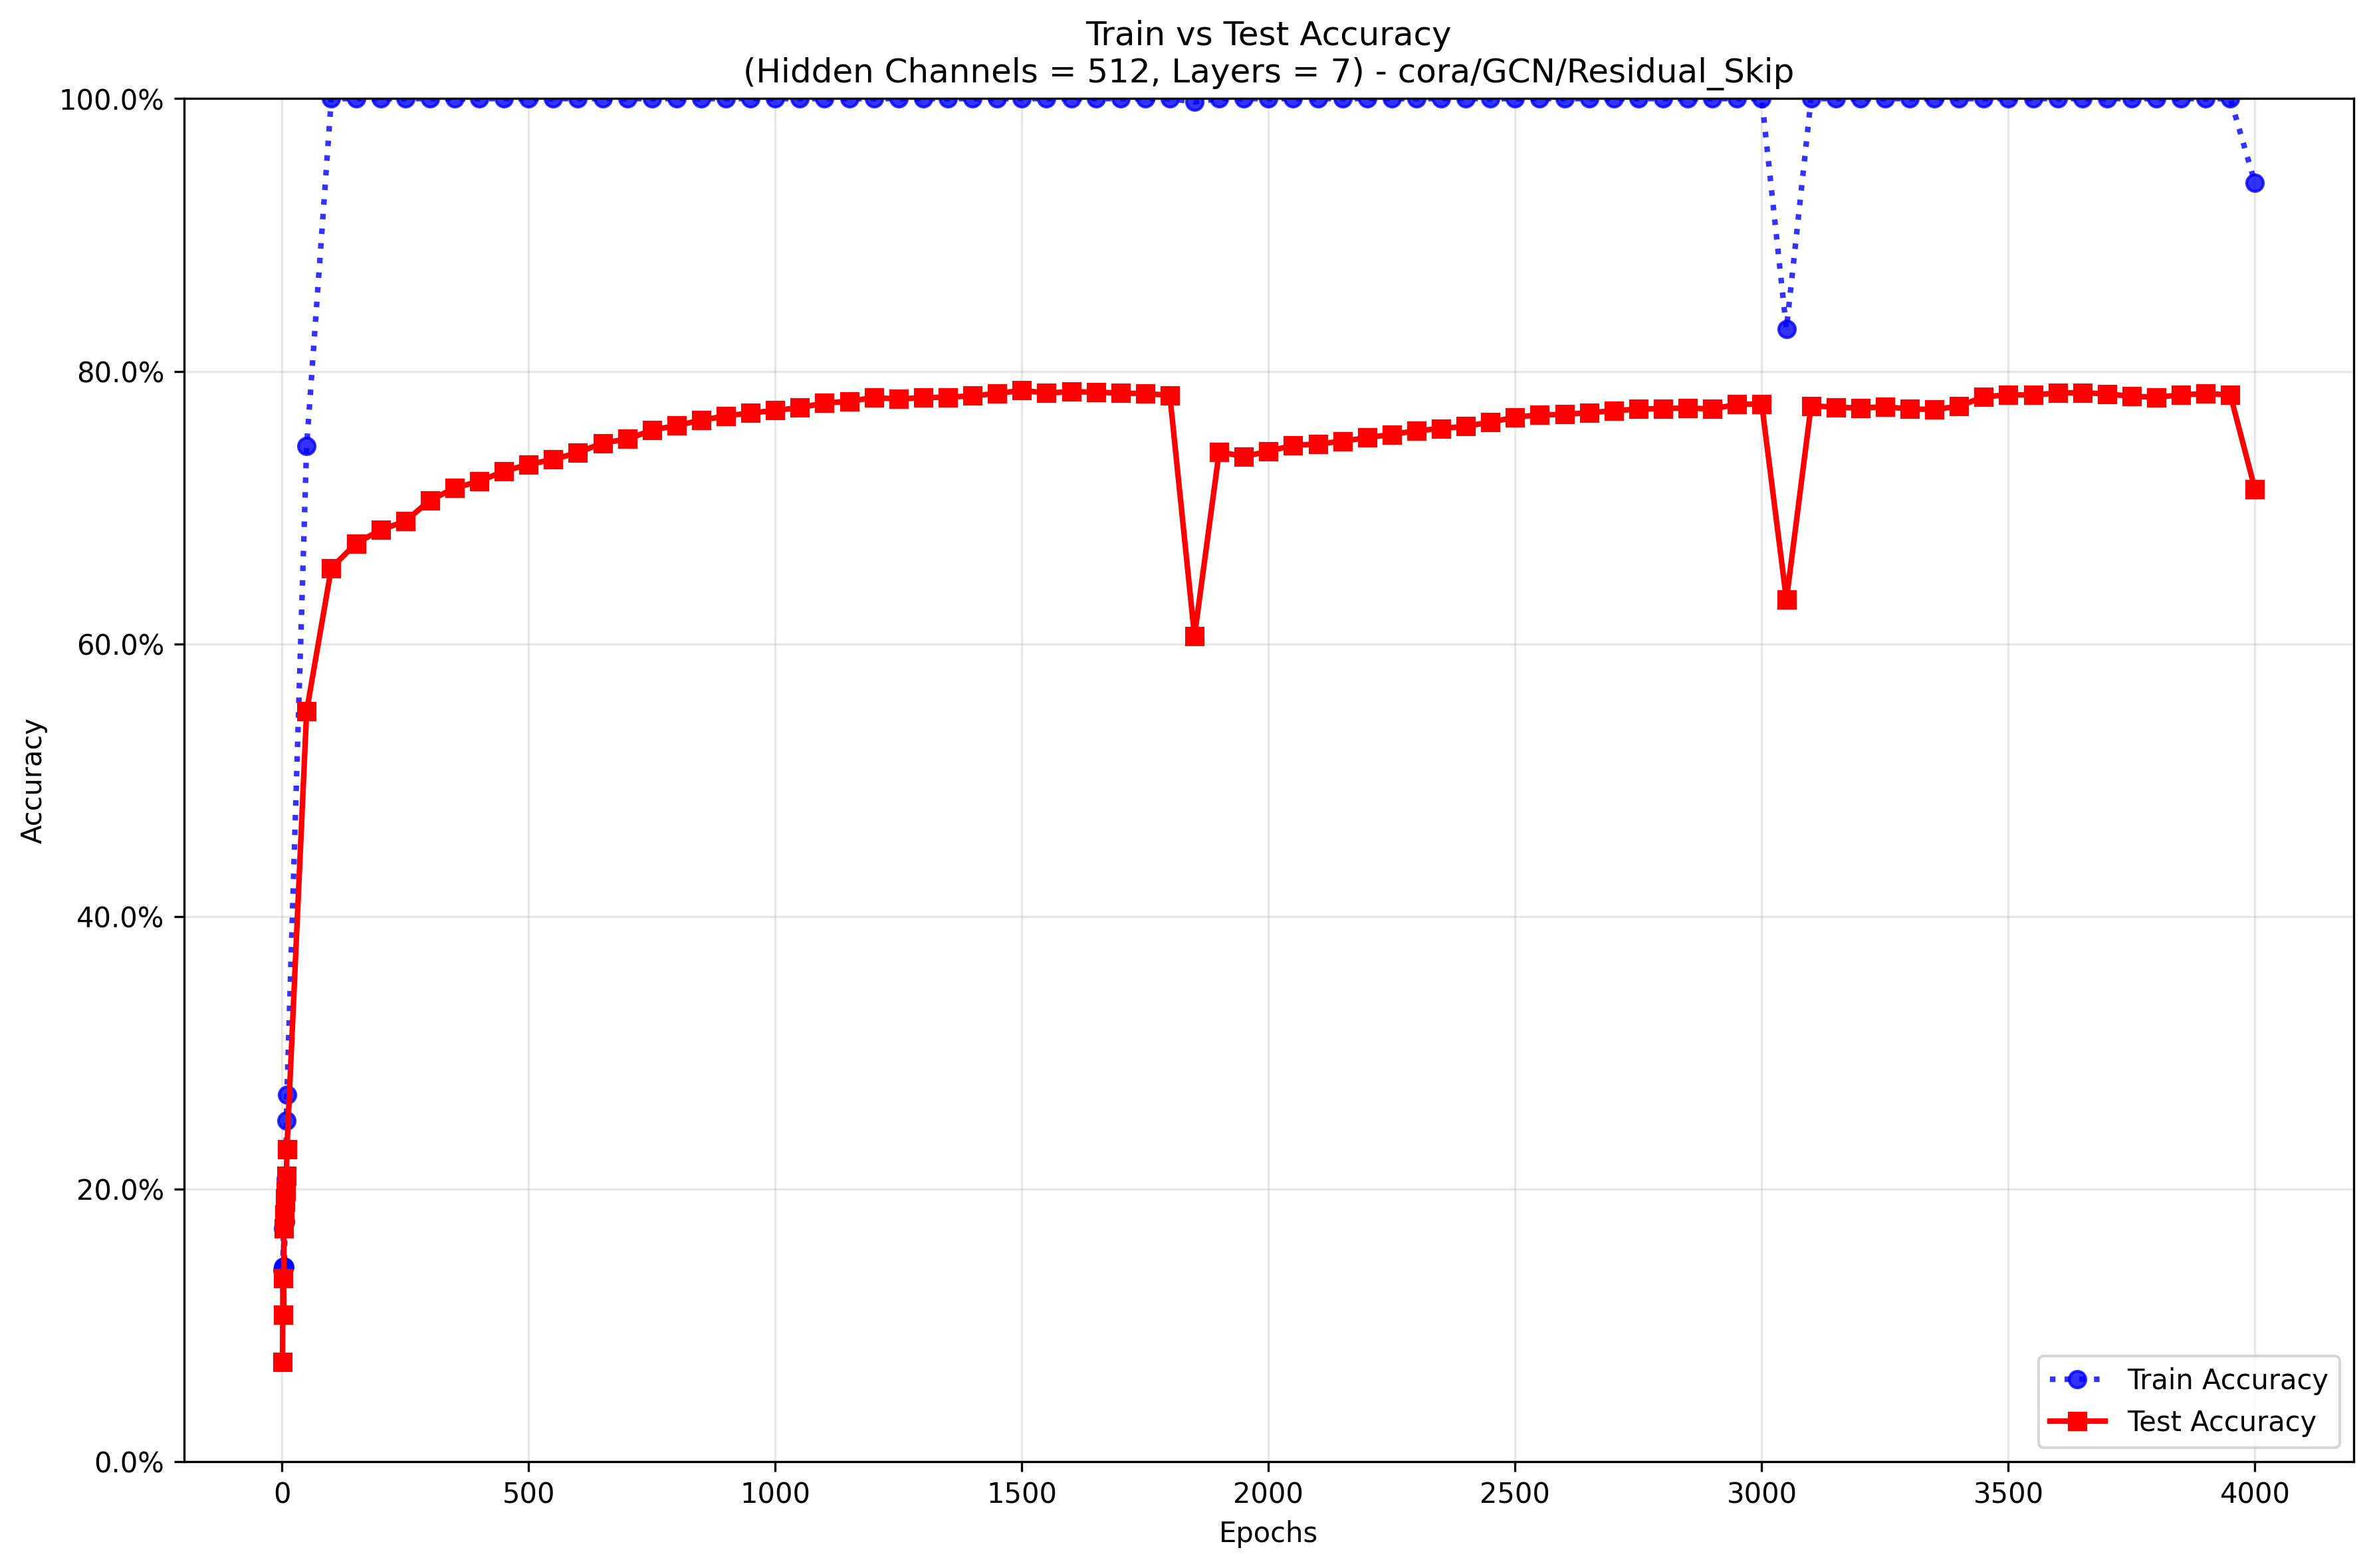 Train vs Test Accuracy
(Hidden Channels = 512, Layers = 7) - cora/GCN/Residual_Skip
100.0%
80.0%
60.0%
40.0%
20.0%
0.0%
Accuracy
0 500 1000 1500 2000 2500 3000 3500 4000
Epochs
Train Accuracy
Test Accuracy